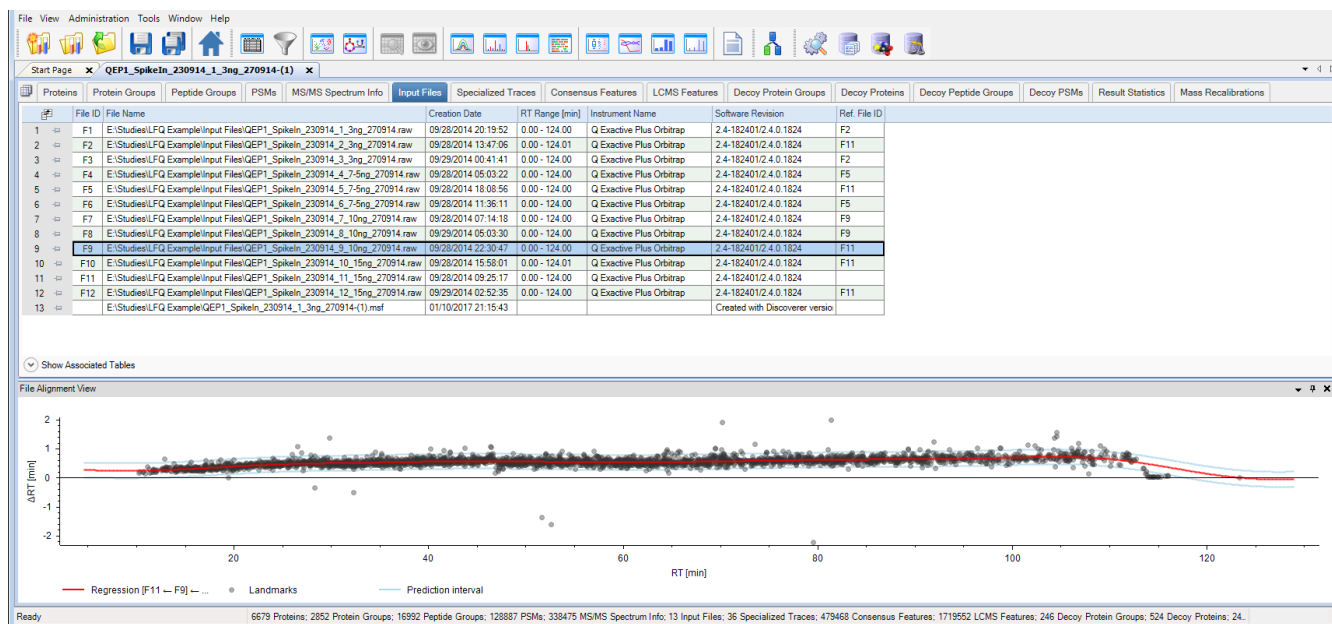 File View Administration Tools Window Help
Start Page x QEP1_SpikeIn_230914_1_3ng_270914-(1) x
Proteins Protein Groups Peptide Groups PSMs MS/MS Spectrum Info Input Files Specialized Traces Consensus Features LCMS Features Decoy Protein Groups Decoy Proteins Decoy Peptide Groups Decoy PSMs Result Statistics Mass Recalibrations
File ID File Name Creation Date RT Range [min] Instrument Name Software Revision Ref. File ID
1 F1 E:\Studies\LFQ Example\Input Files\QEP1_SpikeIn_230914_1_3ng_270914.raw 09/28/2014 20:19:52 0.00 - 124.00 Q Exactive Plus Orbitrap 2.4-182401/2.4.0.1824 F2
2 F2 E:\Studies\LFQ Example\Input Files\QEP1_SpikeIn_230914_2_3ng_270914.raw 09/28/2014 13:47:06 0.00 - 124.01 Q Exactive Plus Orbitrap 2.4-182401/2.4.0.1824 F11
3 F3 E:\Studies\LFQ Example\Input Files\QEP1_SpikeIn_230914_3_3ng_270914.raw 09/29/2014 00:41:41 0.00 - 124.00 Q Exactive Plus Orbitrap 2.4-182401/2.4.0.1824 F2
4 F4 E:\Studies\LFQ Example\Input Files\QEP1_SpikeIn_230914_4_7-5ng_270914.raw 09/28/2014 05:03:22 0.00 - 124.00 Q Exactive Plus Orbitrap 2.4-182401/2.4.0.1824 F5
5 F5 E:\Studies\LFQ Example\Input Files\QEP1_SpikeIn_230914_5_7-5ng_270914.raw 09/28/2014 18:08:56 0.00 - 124.00 Q Exactive Plus Orbitrap 2.4-182401/2.4.0.1824 F11
6 F6 E:\Studies\LFQ Example\Input Files\QEP1_SpikeIn_230914_6_7-5ng_270914.raw 09/28/2014 11:36:11 0.00 - 124.00 Q Exactive Plus Orbitrap 2.4-182401/2.4.0.1824 F5
7 F7 E:\Studies\LFQ Example\Input Files\QEP1_SpikeIn_230914_7_10ng_270914.raw 09/28/2014 07:14:18 0.00 - 124.00 Q Exactive Plus Orbitrap 2.4-182401/2.4.0.1824 F9
8 F8 E:\Studies\LFQ Example\Input Files\QEP1_SpikeIn_230914_8_10ng_270914.raw 09/29/2014 05:03:30 0.00 - 124.00 Q Exactive Plus Orbitrap 2.4-182401/2.4.0.1824 F9
9 F9 E:\Studies\LFQ Example\Input Files\QEP1_SpikeIn_230914_9_10ng_270914.raw 09/28/2014 22:30:47 0.00 - 124.00 Q Exactive Plus Orbitrap 2.4-182401/2.4.0.1824 F11
10 F10 E:\Studies\LFQ Example\Input Files\QEP1_SpikeIn_230914_10_15ng_270914.raw 09/28/2014 15:58:01 0.00 - 124.01 Q Exactive Plus Orbitrap 2.4-182401/2.4.0.1824 F11
11 F11 E:\Studies\LFQ Example\Input Files\QEP1_SpikeIn_230914_11_15ng_270914.raw 09/28/2014 09:25:17 0.00 - 124.00 Q Exactive Plus Orbitrap 2.4-182401/2.4.0.1824
12 F12 E:\Studies\LFQ Example\Input Files\QEP1_SpikeIn_230914_12_15ng_270914.raw 09/29/2014 02:52:35 0.00 - 124.00 Q Exactive Plus Orbitrap 2.4-182401/2.4.0.1824 F11
13 E:\Studies\LFQ Example\QEP1_SpikeIn_230914_1_3ng_270914-(1).msf 01/10/2017 21:15:43 Created with Discoverer versio
Show Associated Tables
File Alignment View
2
1
0
-1
-2
ΔRT [min]
20 40 60 80 100 120
RT [min]
Regression [F11 ← F9] ← ... Landmarks Prediction interval
Ready 6679 Proteins; 2852 Protein Groups; 16992 Peptide Groups; 128887 PSMs; 338475 MS/MS Spectrum Info; 13 Input Files; 36 Specialized Traces; 479468 Consensus Features; 1719552 LCMS Features; 246 Decoy Protein Groups; 524 Decoy Proteins; 24..